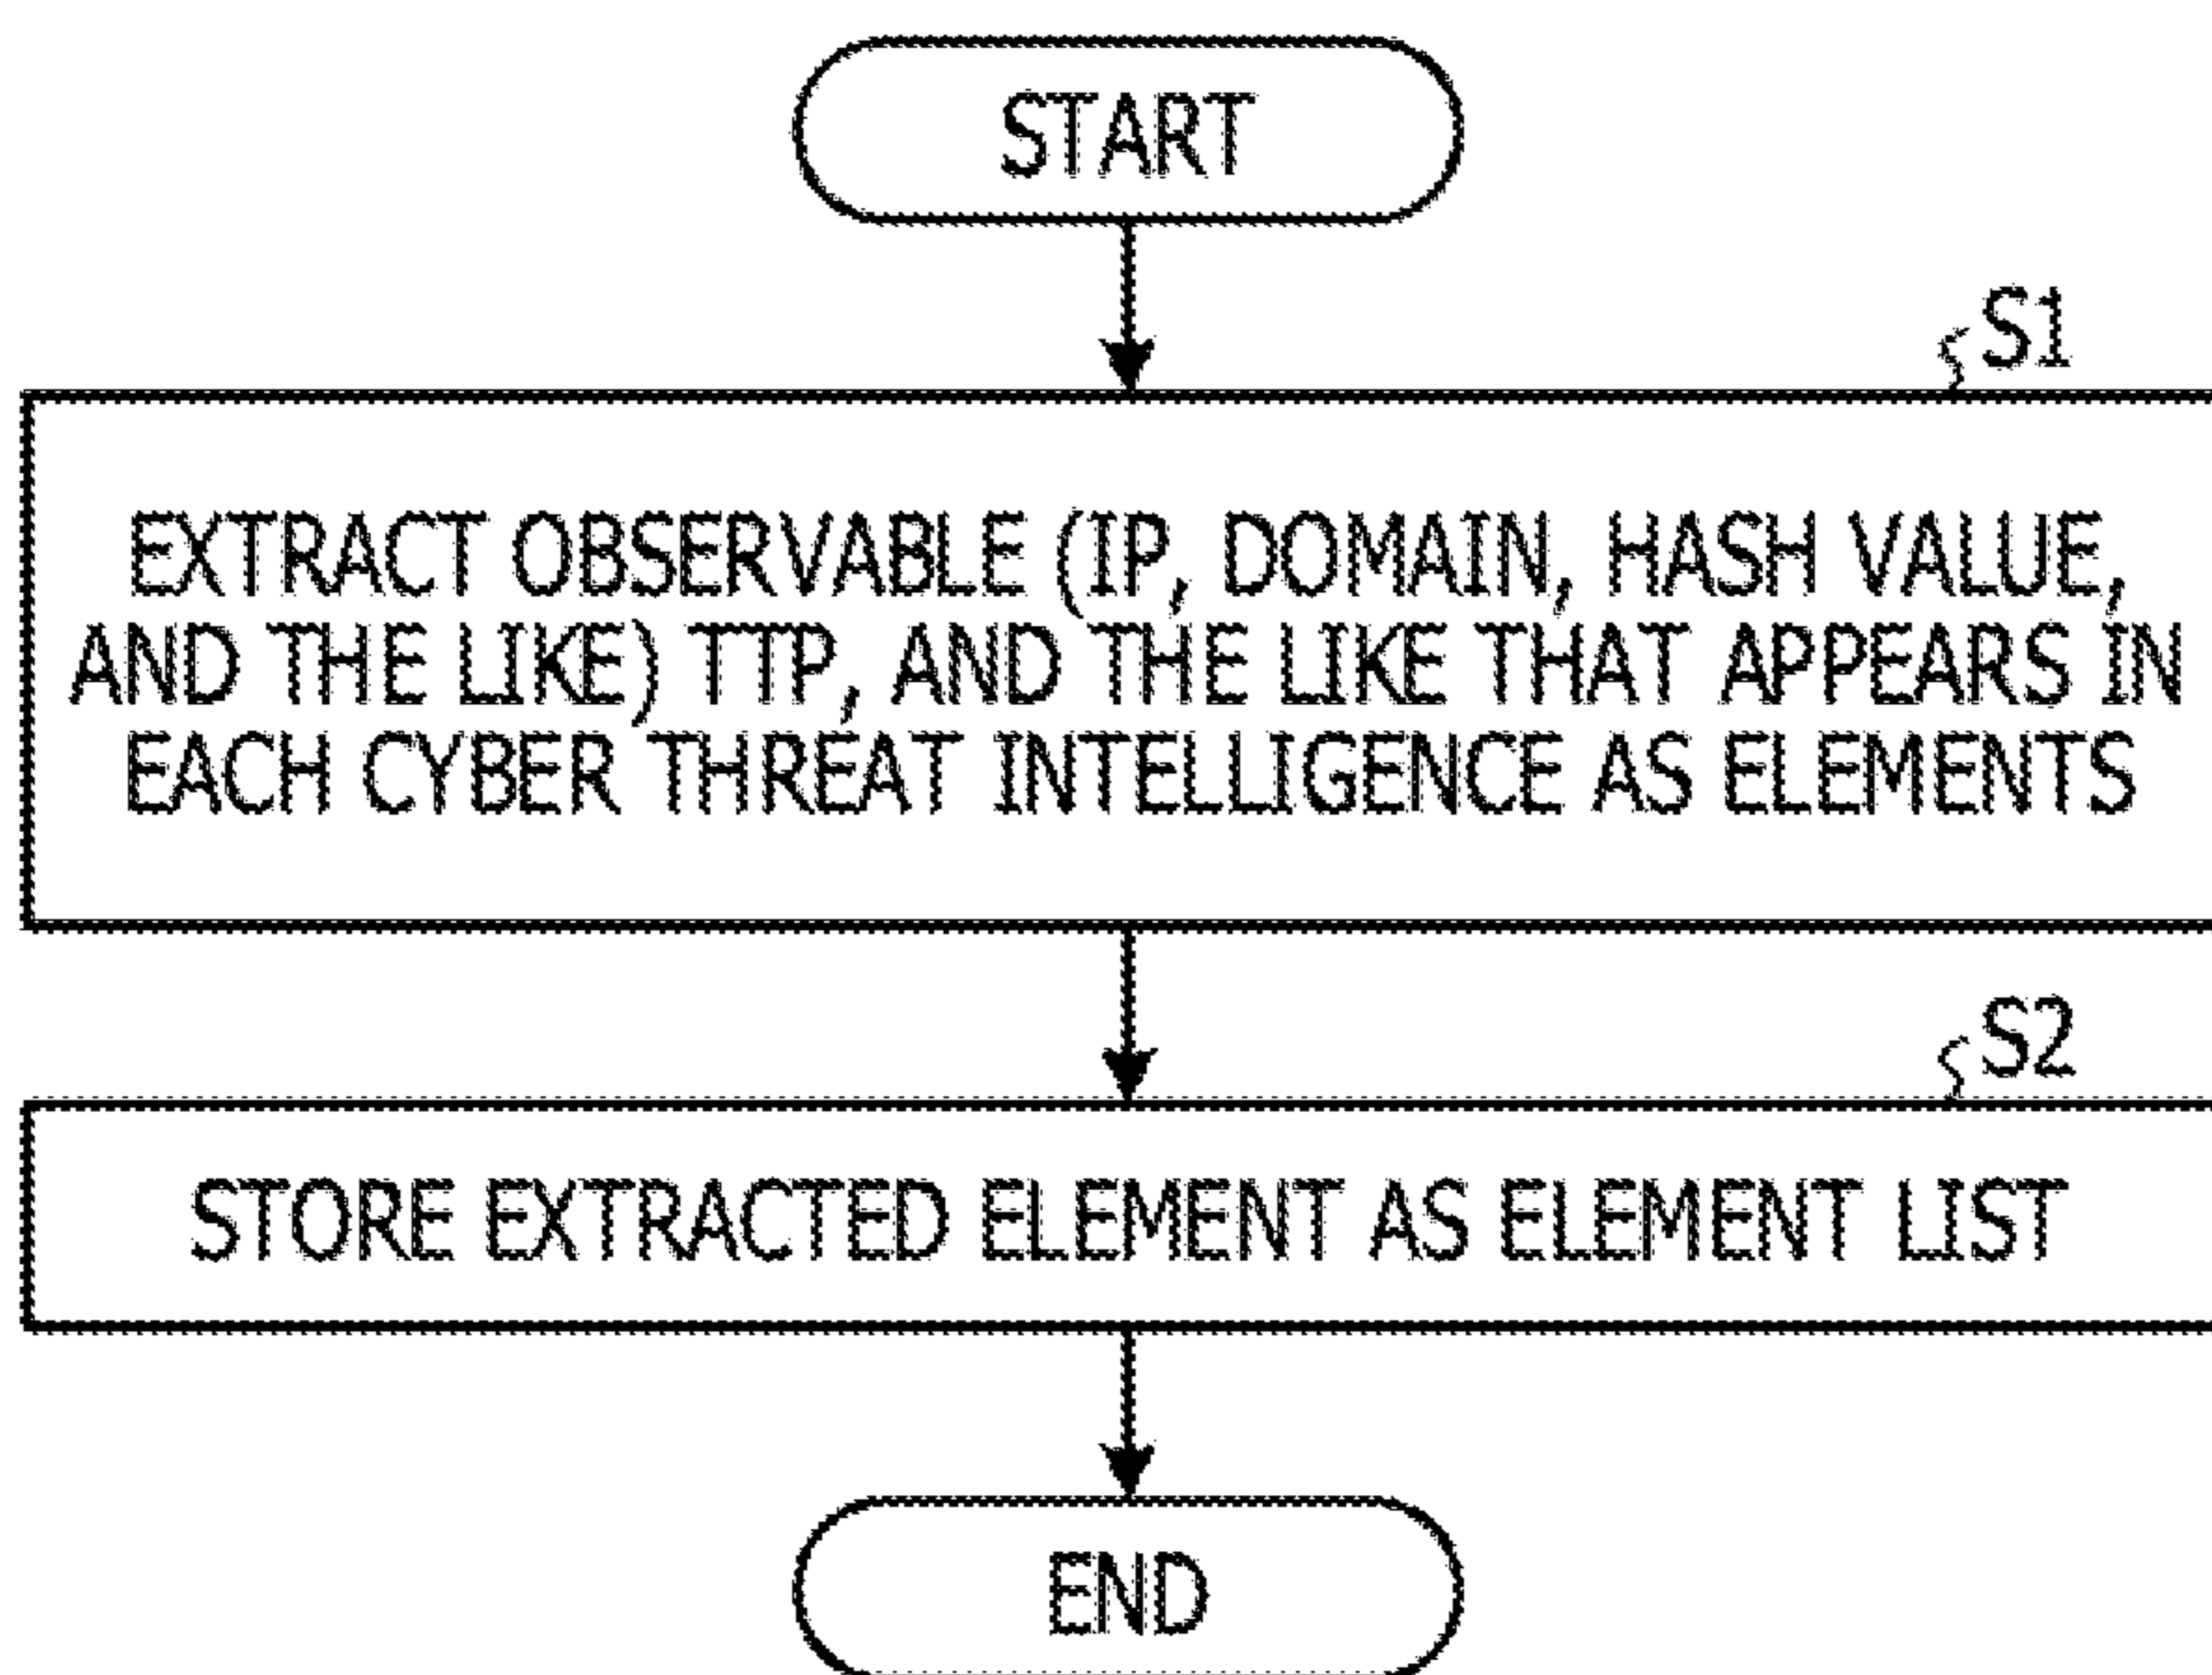 START
S1
EXTRACT OBSERVABLE (IP, DOMAIN, HASH VALUE,
AND THE LIKE) TTP, AND THE LIKE THAT APPEARS IN
EACH CYBER THREAT INTELLIGENCE AS ELEMENTS
S2
STORE EXTRACTED ELEMENT AS ELEMENT LIST
END